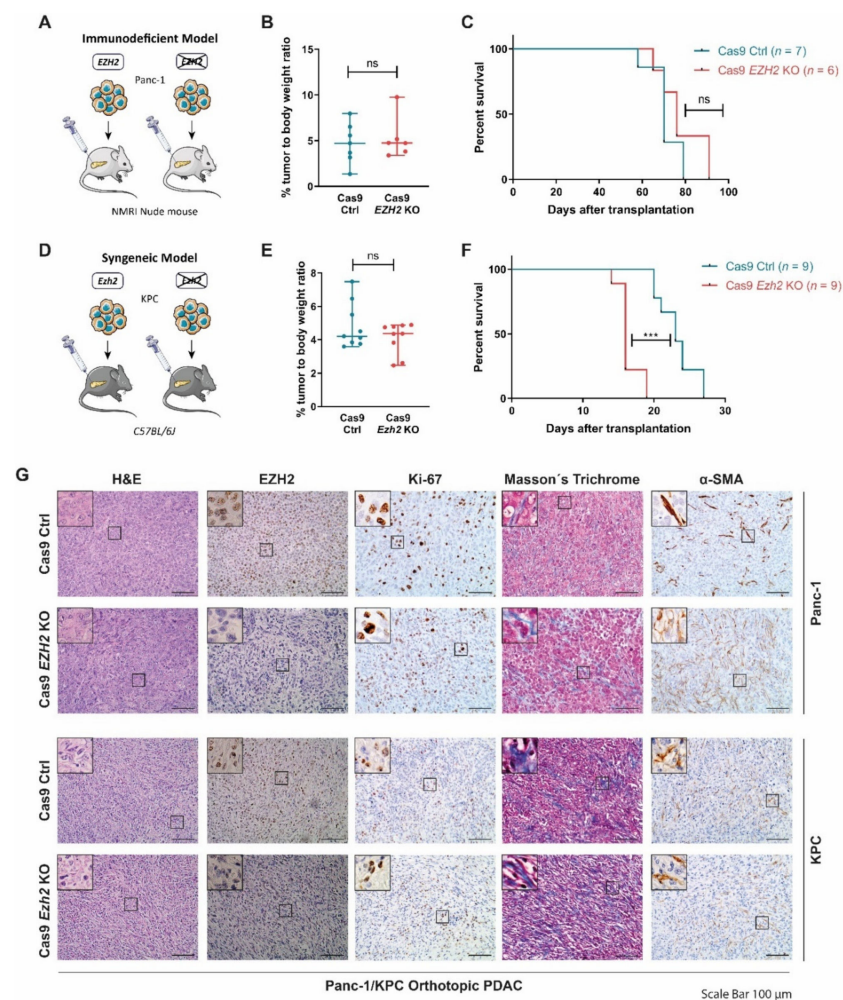 A
Immunodeficient Model
EZH2
EZH2
Panc-1
NMRI Nude mouse
B
% tumor to body weight ratio
15
10
5
0
ns
Cas9
Ctrl
Cas9
EZH2 KO
C
Percent survival
100
50
0
0
20
40
60
80
100
Days after transplantation
Cas9 Ctrl (n = 7)
Cas9 EZH2 KO (n = 6)
ns
D
Syngeneic Model
Ezh2
Ezh2
KPC
C57BL/6J
E
% tumor to body weight ratio
8
6
4
2
0
ns
Cas9
Ctrl
Cas9
Ezh2 KO
F
Percent survival
100
50
0
0
10
20
30
Days after transplantation
Cas9 Ctrl (n = 9)
Cas9 Ezh2 KO (n = 9)
***
G
H&E
EZH2
Ki-67
Masson´s Trichrome
α-SMA
Cas9 Ctrl
Cas9 EZH2 KO
Panc-1
Cas9 Ctrl
Cas9 Ezh2 KO
KPC
Panc-1/KPC Orthotopic PDAC
Scale Bar 100 µm